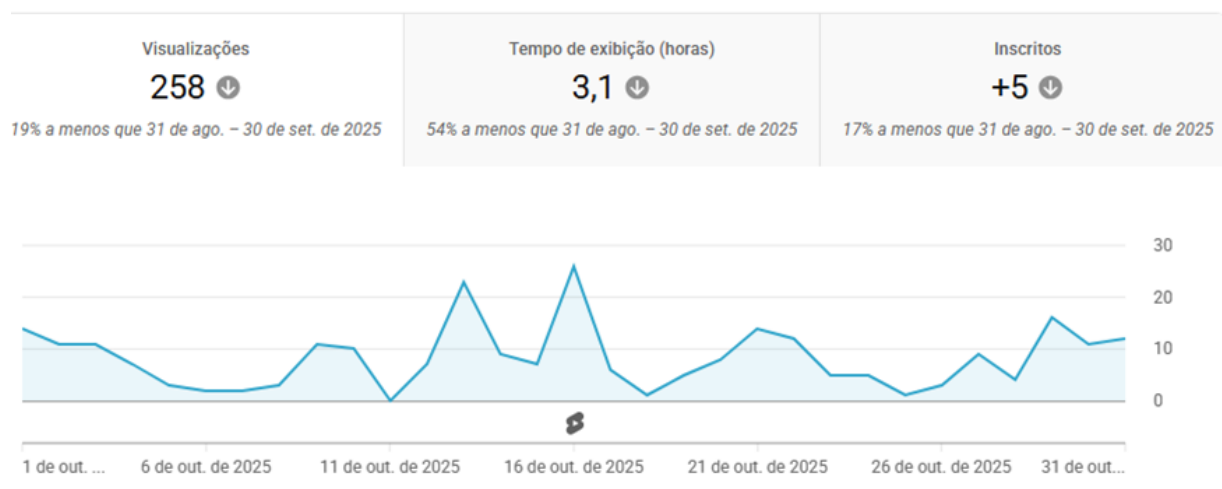 Visualizações
258
19% a menos que 31 de ago. – 30 de set. de 2025
Tempo de exibição (horas)
3,1
54% a menos que 31 de ago. – 30 de set. de 2025
Inscritos
+5
17% a menos que 31 de ago. – 30 de set. de 2025
30
20
10
0
1 de out. ...
6 de out. de 2025
11 de out. de 2025
16 de out. de 2025
21 de out. de 2025
26 de out. de 2025
31 de out...